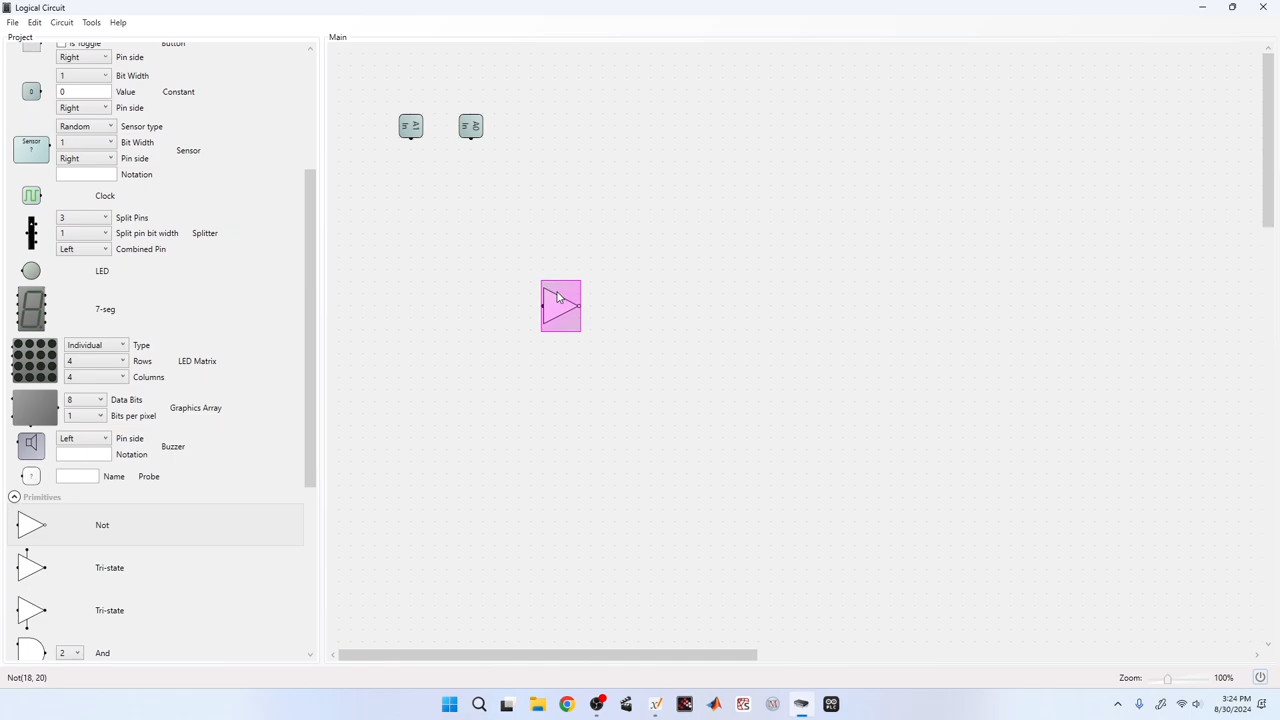 Logical Circuit
File Edit Circuit Tools Help
Project
Main
Is Toggle Button
Right Pin side
1 Bit Width
0 0 Value Constant
Right Pin side
Random Sensor type
Sensor ? 1 Bit Width Sensor
Right Pin side
Notation
Clock
3 Split Pins
1 Split pin bit width Splitter
Left Combined Pin
LED
7-seg
Individual Type
4 Rows LED Matrix
4 Columns
8 Data Bits
1 Bits per pixel Graphics Array
Left Pin side
Notation Buzzer
? Name Probe
Primitives
Not
Tri-state
Tri-state
2 And
A1
in
A0
in
Not(18, 20)
Zoom: 100%
3:24 PM
8/30/2024